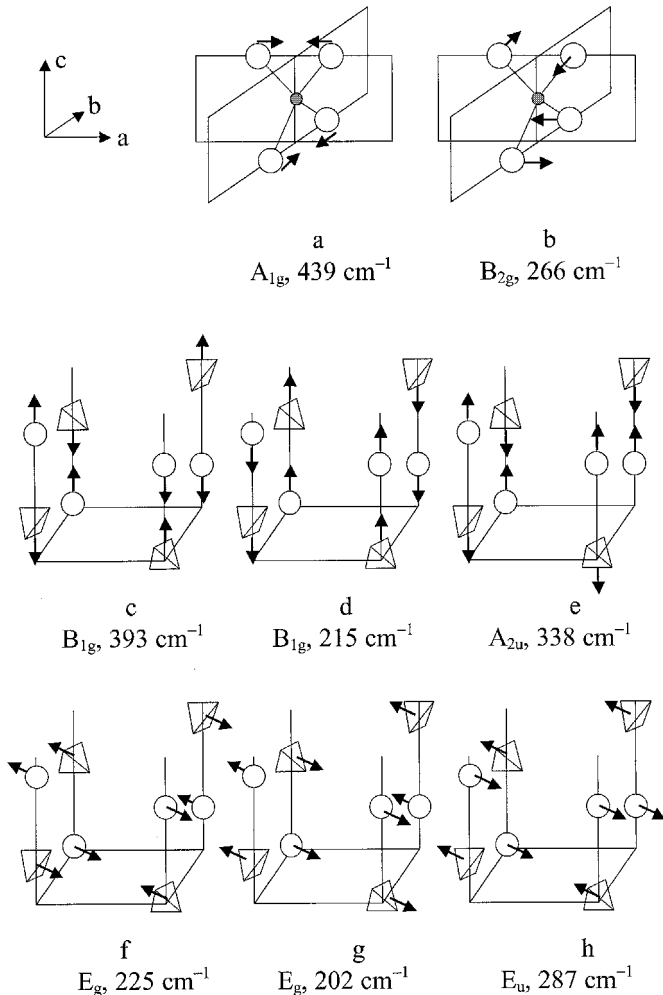 c
b
a
a
b
A₁g, 439 cm⁻¹
B₂g, 266 cm⁻¹
c
d
e
B₁g, 393 cm⁻¹
B₁g, 215 cm⁻¹
A₂u, 338 cm⁻¹
f
g
h
Eg, 225 cm⁻¹
Eg, 202 cm⁻¹
Eu, 287 cm⁻¹